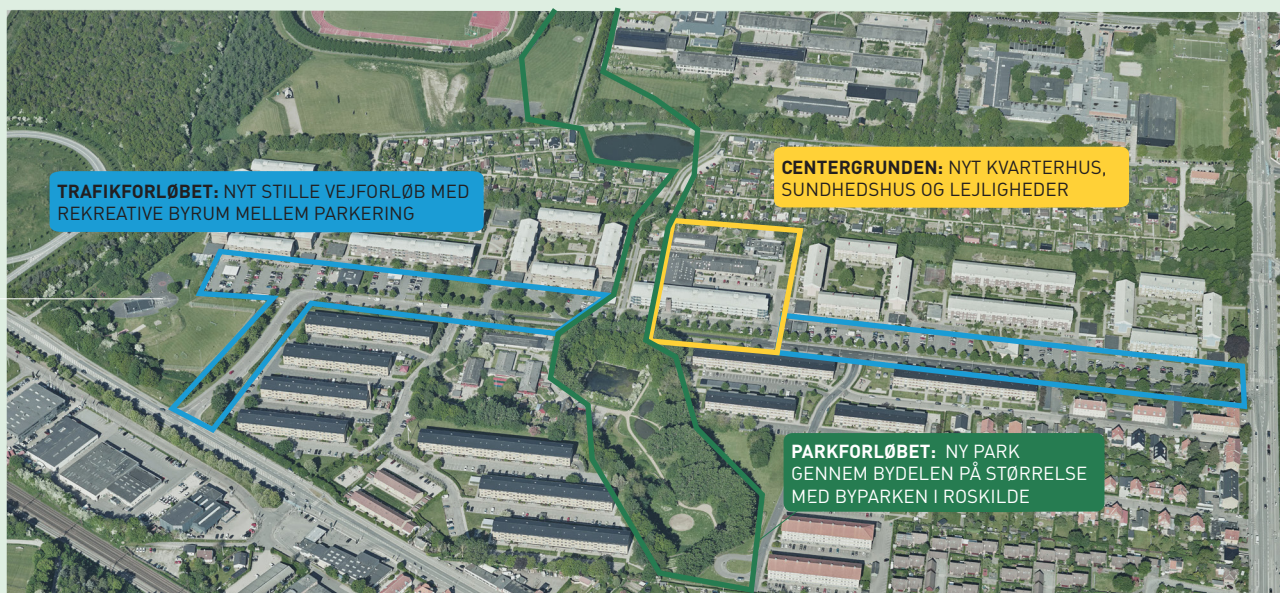 TRAFIKFORLØBET: NYT STILLE VEJFORLØB MED
REKREATIVE BYRUM MELLEM PARKERING
CENTERGRUNDEN: NYT KVARTERHUS,
SUNDHEDSHUS OG LEJLIGHEDER
PARKFORLØBET: NY PARK
GENNEM BYDELEN PÅ STØRRELSE
MED BYPARKEN I ROSKILDE